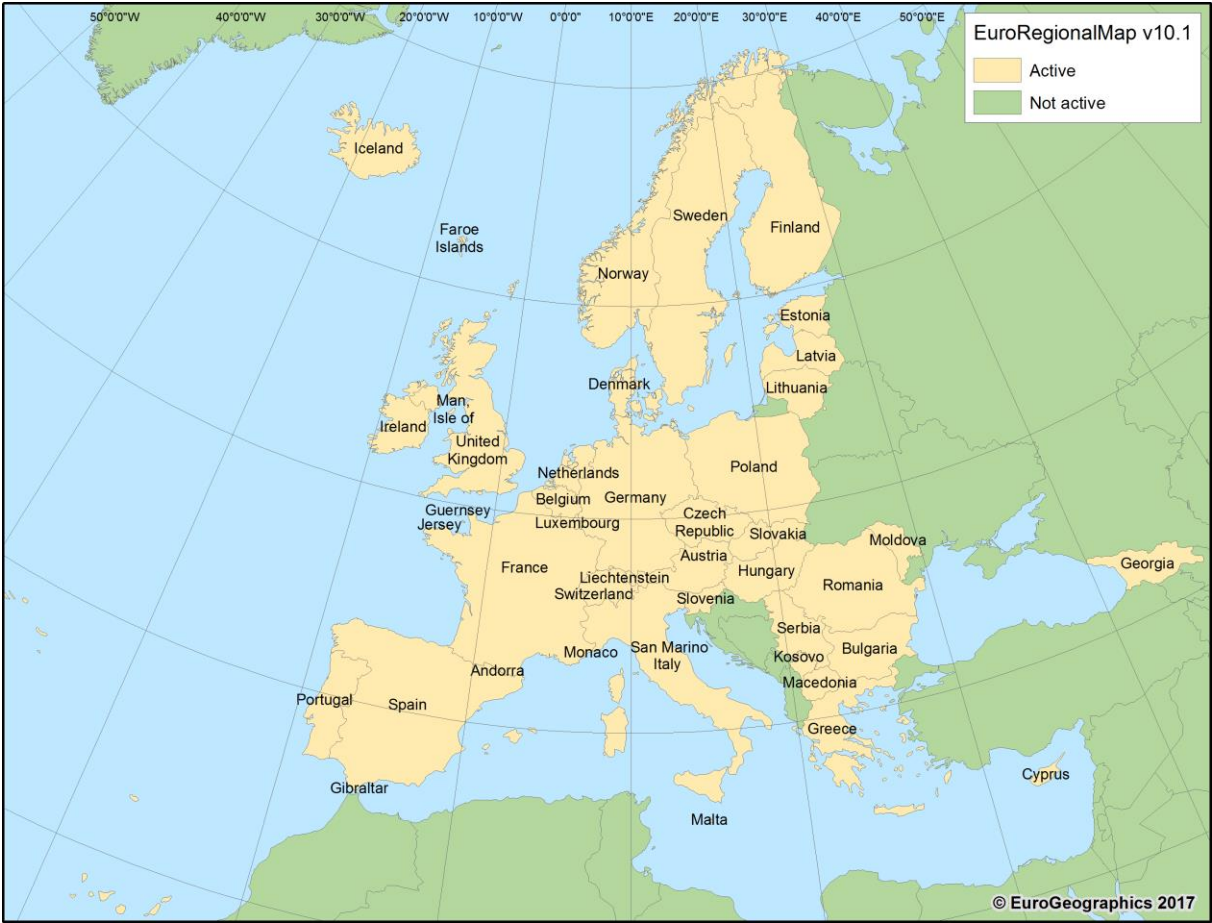 50°0'0"W
40°0'0"W
30°0'0"W
20°0'0"W
10°0'0"W
0°0'0"
10°0'0"E
20°0'0"E
30°0'0"E
40°0'0"E
50°0'0"E
EuroRegionalMap v10.1
Active
Not active
Iceland
Faroe
Islands
Sweden
Finland
Norway
Estonia
Latvia
Lithuania
Denmark
Man,
Isle of
Ireland
United
Kingdom
Netherlands
Poland
Belgium
Germany
Guernsey
Jersey
Luxembourg
Czech
Republic
Slovakia
Moldova
Austria
France
Hungary
Georgia
Liechtenstein
Switzerland
Romania
Slovenia
Serbia
Monaco
San Marino
Italy
Kosovo
Bulgaria
Andorra
Macedonia
Portugal
Spain
Greece
Gibraltar
Cyprus
Malta
© EuroGeographics 2017